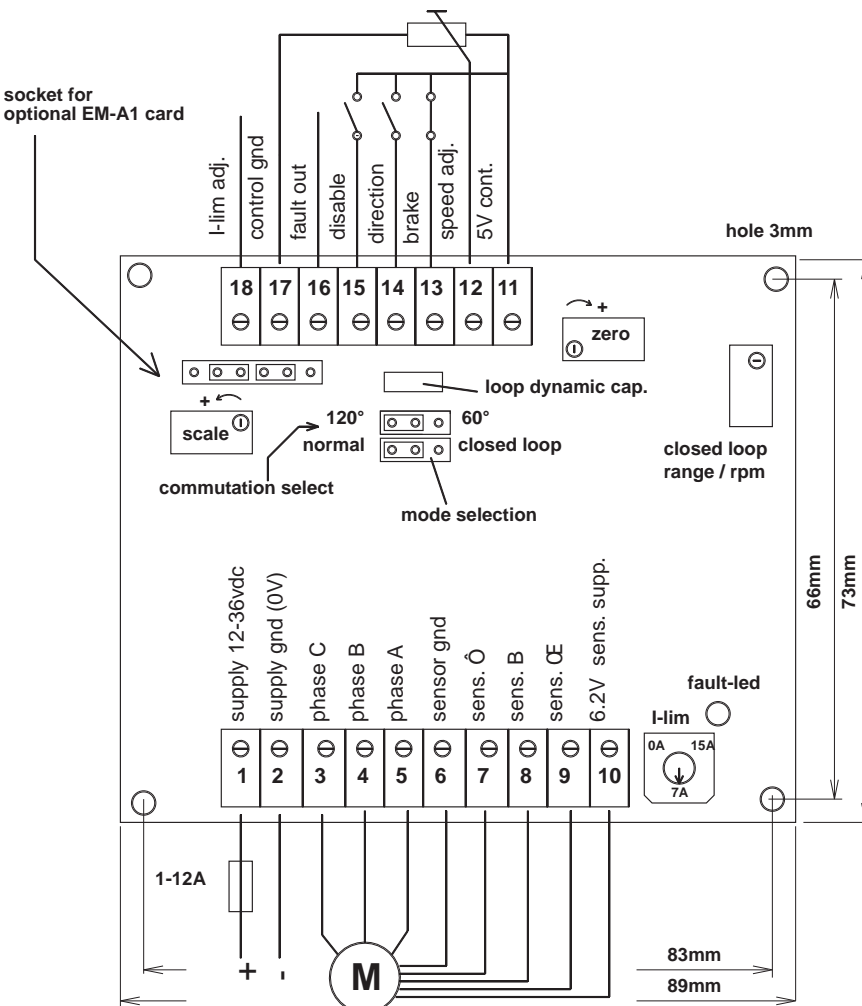 socket for
optional EM-A1 card
I-lim adj.
control gnd
fault out
disable
direction
brake
speed adj.
5V cont.
hole 3mm
18 17 16 15 14 13 12 11
+
zero
loop dynamic cap.
+
scale
120° 60°
normal closed loop
commutation select
mode selection
closed loop
range / rpm
66mm
73mm
supply 12-36vdc
supply gnd (0V)
phase C
phase B
phase A
sensor gnd
sens. Ô
sens. B
sens. Œ
6.2V sens. supp.
fault-led
I-lim
0A 15A
7A
1 2 3 4 5 6 7 8 9 10
1-12A
+ -
M
83mm
89mm